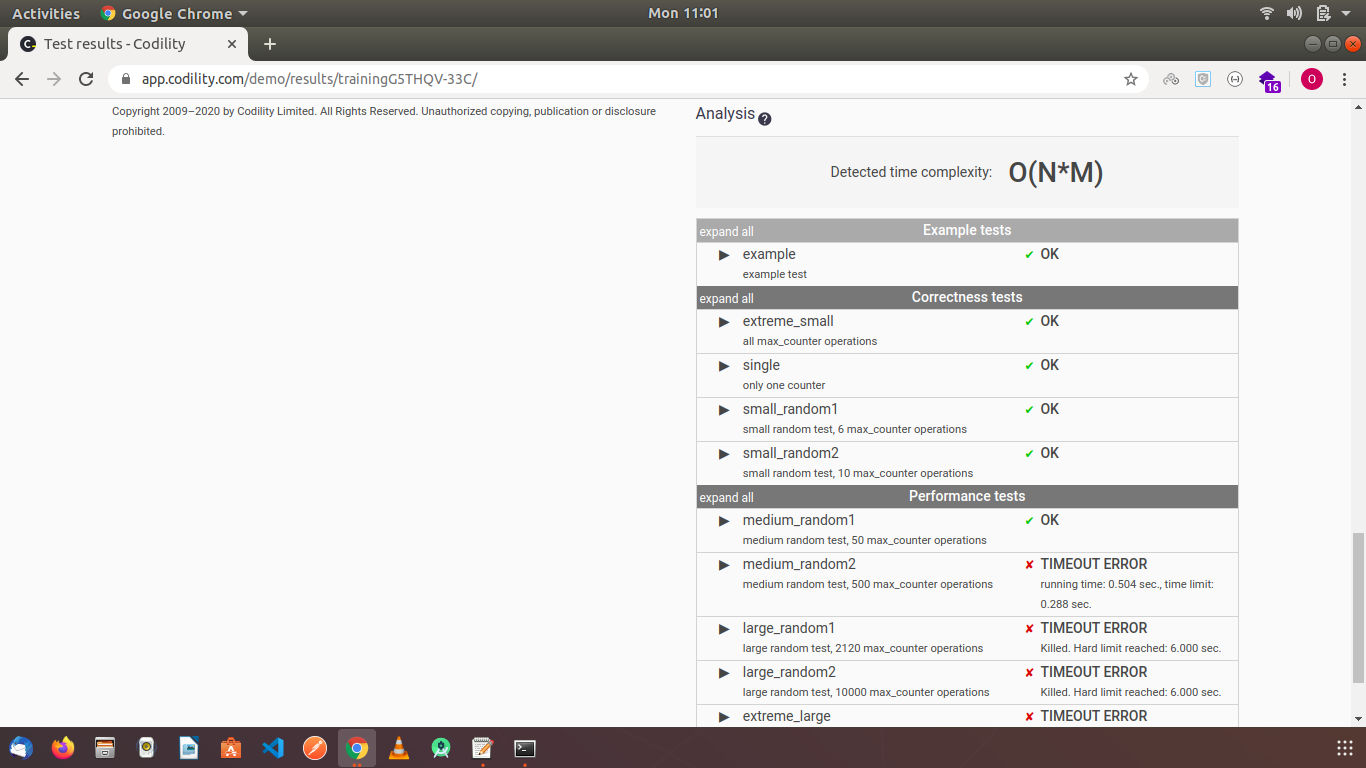 Activities
Google Chrome
Mon 11:01
Test results - Codility
app.codility.com/demo/results/trainingG5THQV-33C/
16
O
Copyright 2009–2020 by Codility Limited. All Rights Reserved. Unauthorized copying, publication or disclosure
prohibited.
Analysis ?
Detected time complexity: O(N*M)
expand all Example tests
▶ example ✔ OK
example test
expand all Correctness tests
▶ extreme_small ✔ OK
all max_counter operations
▶ single ✔ OK
only one counter
▶ small_random1 ✔ OK
small random test, 6 max_counter operations
▶ small_random2 ✔ OK
small random test, 10 max_counter operations
expand all Performance tests
▶ medium_random1 ✔ OK
medium random test, 50 max_counter operations
▶ medium_random2 ✘ TIMEOUT ERROR
medium random test, 500 max_counter operations running time: 0.504 sec., time limit:
0.288 sec.
▶ large_random1 ✘ TIMEOUT ERROR
large random test, 2120 max_counter operations Killed. Hard limit reached: 6.000 sec.
▶ large_random2 ✘ TIMEOUT ERROR
large random test, 10000 max_counter operations Killed. Hard limit reached: 6.000 sec.
▶ extreme_large ✘ TIMEOUT ERROR